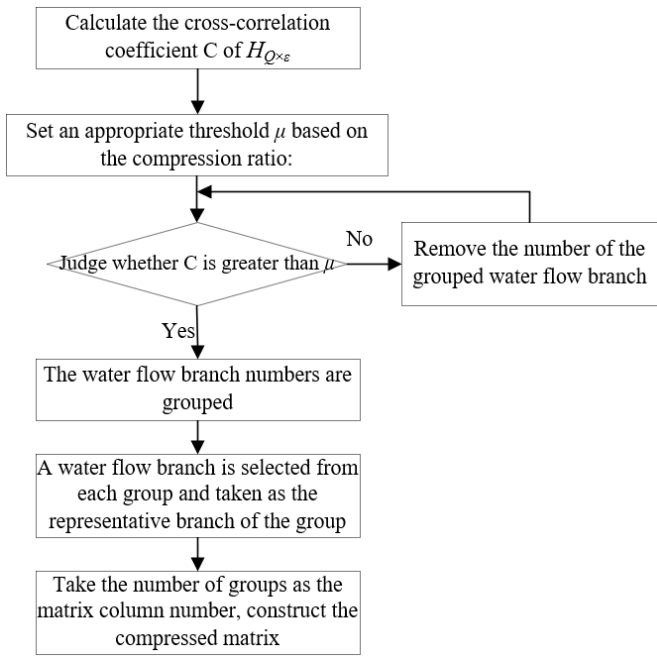 Calculate the cross-correlation
coefficient C of H_{Q×ε}
Set an appropriate threshold μ based on
the compression ratio:
Judge whether C is greater than μ
No
Remove the number of the
grouped water flow branch
Yes
The water flow branch numbers are
grouped
A water flow branch is selected from
each group and taken as the
representative branch of the group
Take the number of groups as the
matrix column number, construct the
compressed matrix